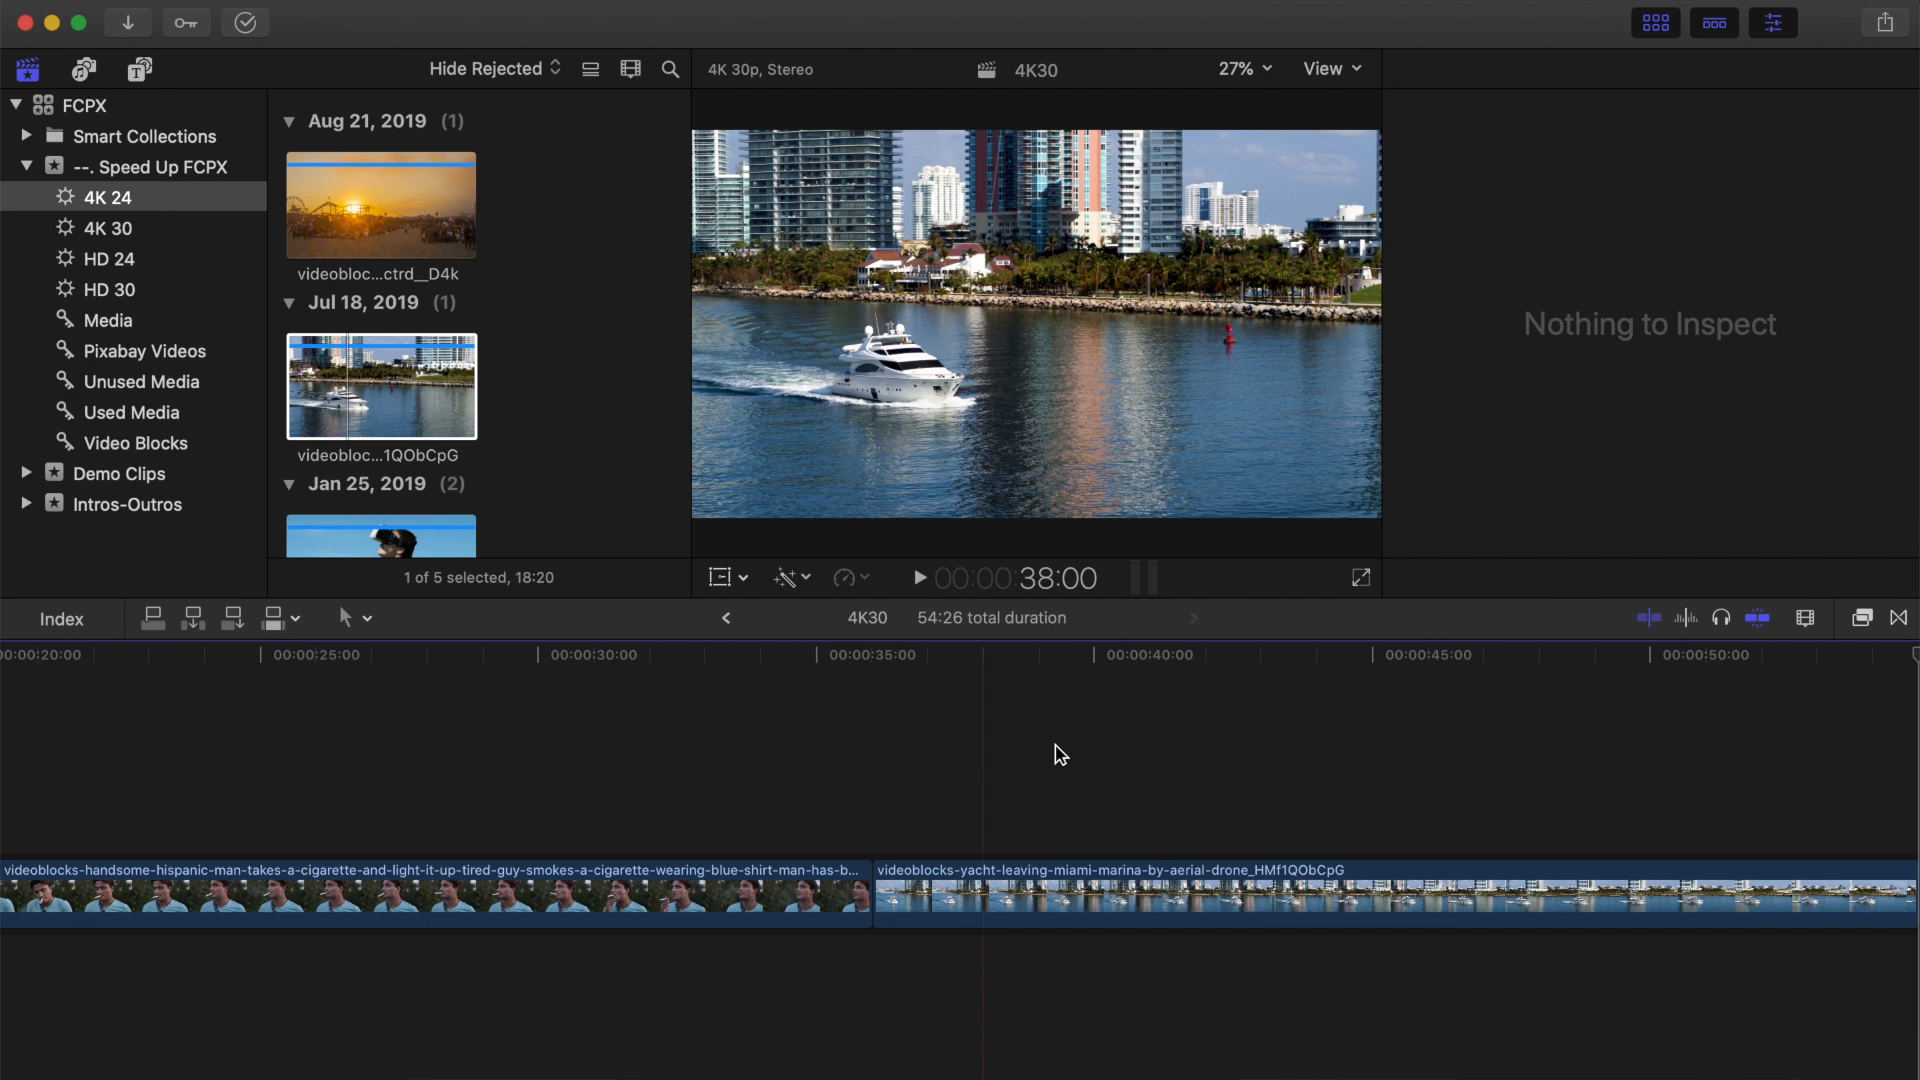 Hide Rejected
4K 30p, Stereo
4K30
27%
View
FCPX
Smart Collections
--. Speed Up FCPX
4K 24
4K 30
HD 24
HD 30
Media
Pixabay Videos
Unused Media
Used Media
Video Blocks
Demo Clips
Intros-Outros
Aug 21, 2019 (1)
videobloc...ctrd__D4k
Jul 18, 2019 (1)
videobloc...1QObCpG
Jan 25, 2019 (2)
1 of 5 selected, 18:20
Nothing to Inspect
00:00:38:00
Index
4K30
54:26 total duration
00:00:20:00
00:00:25:00
00:00:30:00
00:00:35:00
00:00:40:00
00:00:45:00
00:00:50:00
videoblocks-handsome-hispanic-man-takes-a-cigarette-and-light-it-up-tired-guy-smokes-a-cigarette-wearing-blue-shirt-man-has-b...
videoblocks-yacht-leaving-miami-marina-by-aerial-drone_HMf1QObCpG